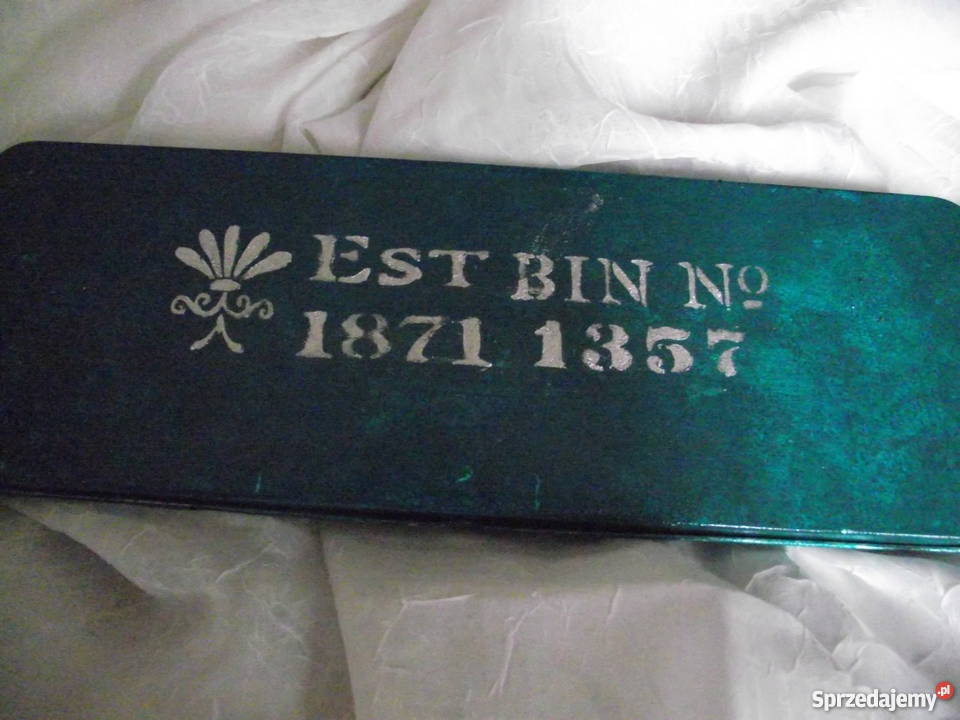 EST BIN Nº
1871 1357
Sprzedajemy.pl